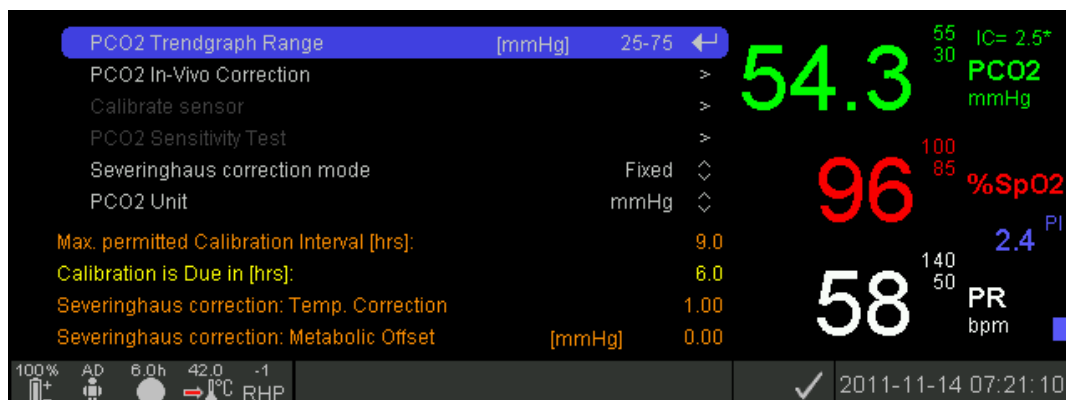 PCO2 Trendgraph Range [mmHg] 25-75
PCO2 In-Vivo Correction >
Calibrate sensor >
PCO2 Sensitivity Test >
Severinghaus correction mode Fixed
PCO2 Unit mmHg
Max. permitted Calibration Interval [hrs]: 9.0
Calibration is Due in [hrs]: 6.0
Severinghaus correction: Temp. Correction 1.00
Severinghaus correction: Metabolic Offset [mmHg] 0.00
54.3
55
30
IC= 2.5*
PCO2
mmHg
96
100
85
%SpO2
2.4 PI
58
140
50
PR
bpm
100% AD 6.0h 42.0 -1
°C RHP
2011-11-14 07:21:10